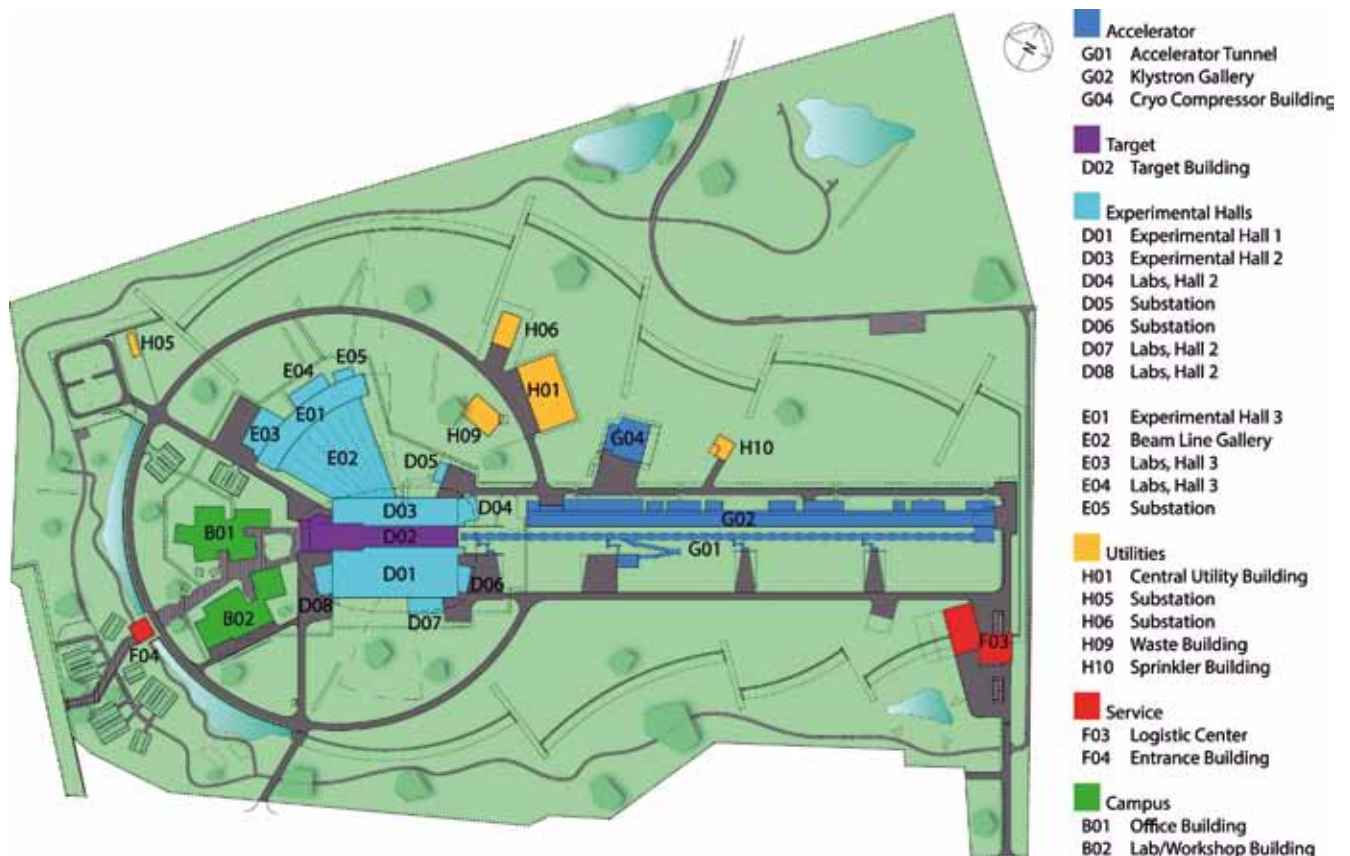 N
Accelerator
G01 Accelerator Tunnel
G02 Klystron Gallery
G04 Cryo Compressor Building
Target
D02 Target Building
Experimental Halls
D01 Experimental Hall 1
D03 Experimental Hall 2
D04 Labs, Hall 2
D05 Substation
D06 Substation
D07 Labs, Hall 2
D08 Labs, Hall 2
E01 Experimental Hall 3
E02 Beam Line Gallery
E03 Labs, Hall 3
E04 Labs, Hall 3
E05 Substation
Utilities
H01 Central Utility Building
H05 Substation
H06 Substation
H09 Waste Building
H10 Sprinkler Building
Service
F03 Logistic Center
F04 Entrance Building
Campus
B01 Office Building
B02 Lab/Workshop Building
H05
H06
E05
E04
H01
E01
E03
H09
G04
H10
E02
D05
D04
D03
G02
B01
D02
G01
D01
D06
D08
D07
B02
F04
F03